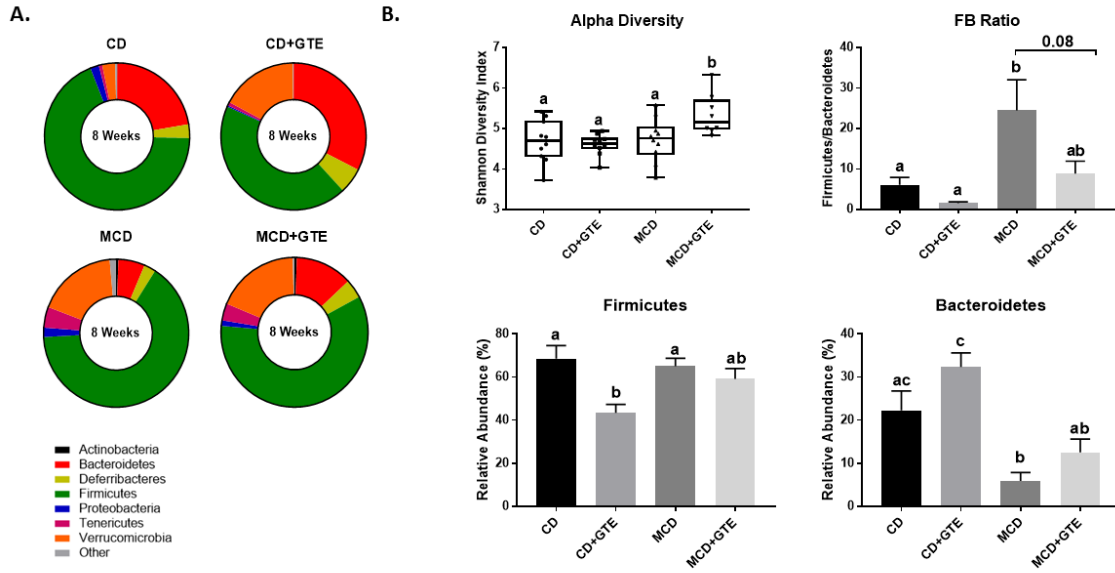 A.
CD
CD+GTE
8 Weeks
8 Weeks
MCD
MCD+GTE
8 Weeks
8 Weeks
Actinobacteria
Bacteroidetes
Deferribacteres
Firmicutes
Proteobacteria
Tenericutes
Verrucomicrobia
Other
B.
Alpha Diversity
Shannon Diversity Index
7
6
5
4
3
a
a
a
b
CD
CD+GTE
MCD
MCD+GTE
FB Ratio
Firmicutes/Bacteroidetes
40
30
20
10
0
0.08
a
a
b
ab
CD
CD+GTE
MCD
MCD+GTE
Firmicutes
Relative Abundance (%)
80
60
40
20
0
a
b
a
ab
CD
CD+GTE
MCD
MCD+GTE
Bacteroidetes
Relative Abundance (%)
40
30
20
10
0
ac
c
b
ab
CD
CD+GTE
MCD
MCD+GTE